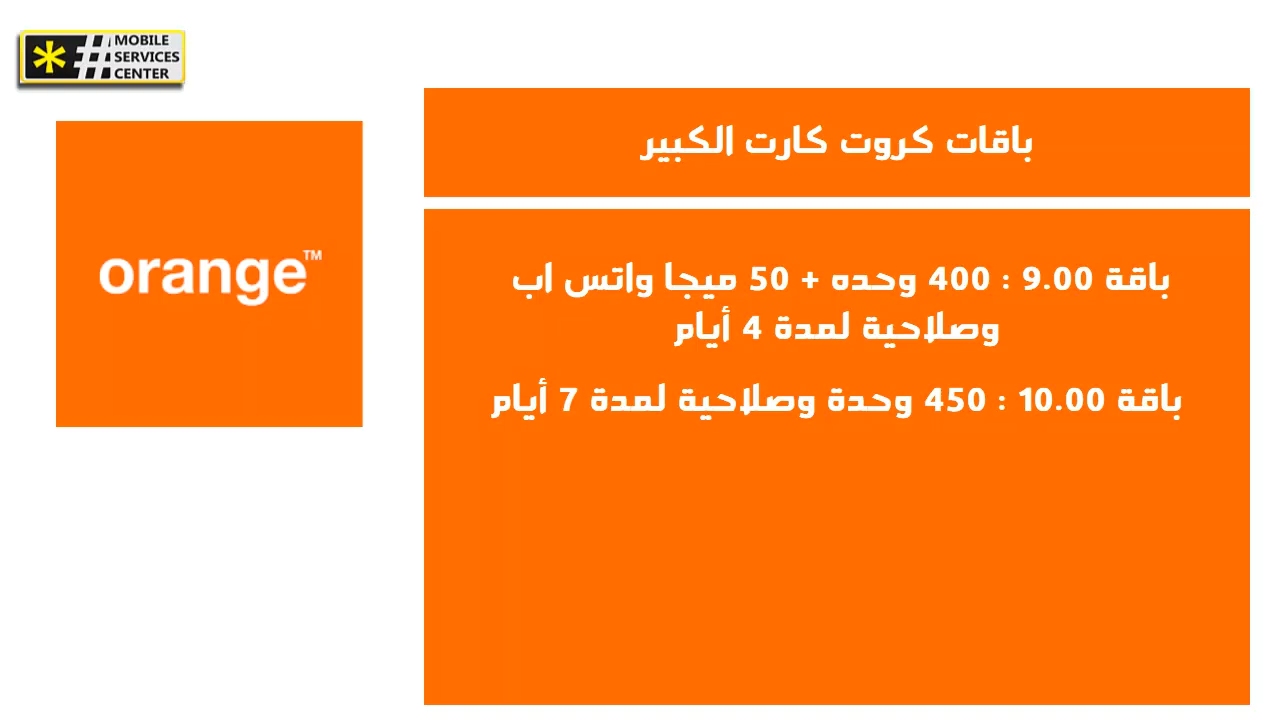 *# MOBILE
SERVICES
CENTER
orange™
باقات كروت كارت الكبير
باقة 9.00 : 400 وحده + 50 ميجا واتس اب
وصلاحية لمدة 4 أيام
باقة 10.00 : 450 وحدة وصلاحية لمدة 7 أيام